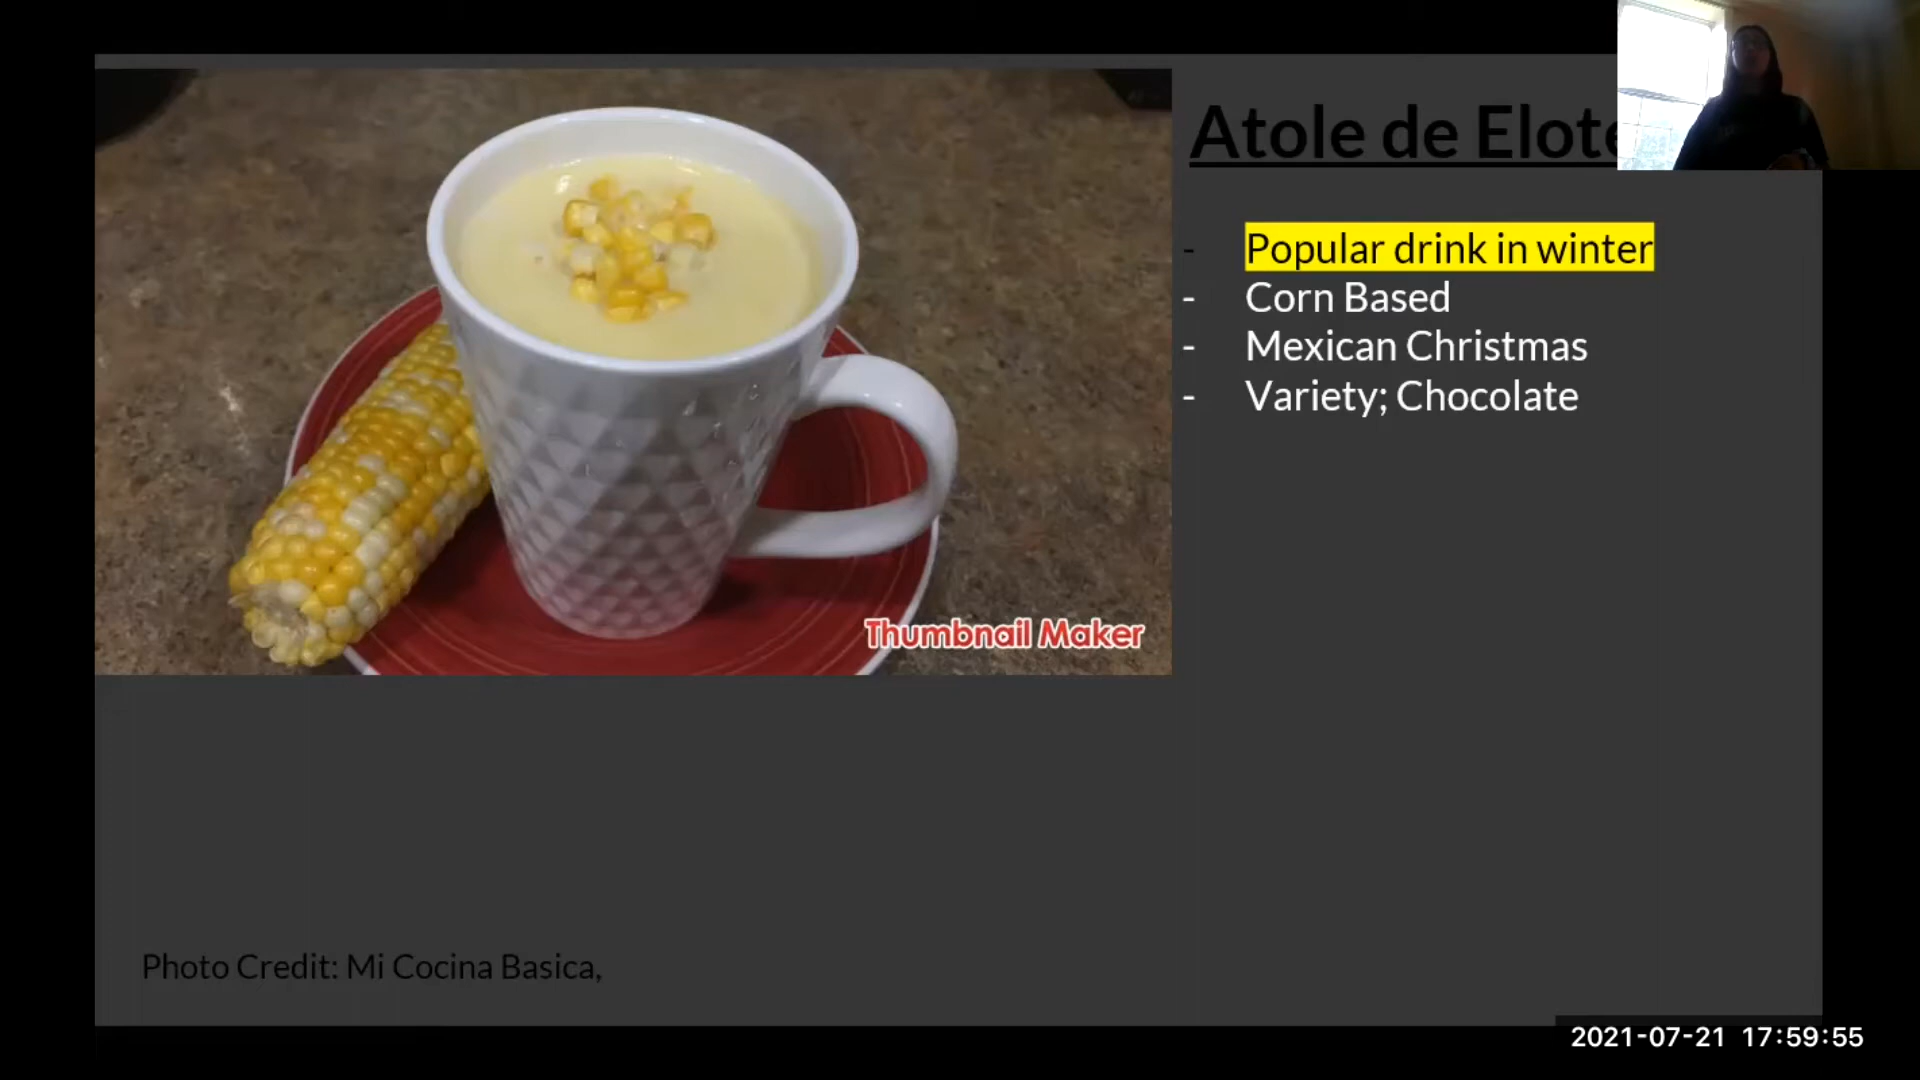 Atole de Elote
- Popular drink in winter
- Corn Based
- Mexican Christmas
- Variety; Chocolate
Thumbnail Maker
Photo Credit: Mi Cocina Basica,
2021-07-21 17:59:55